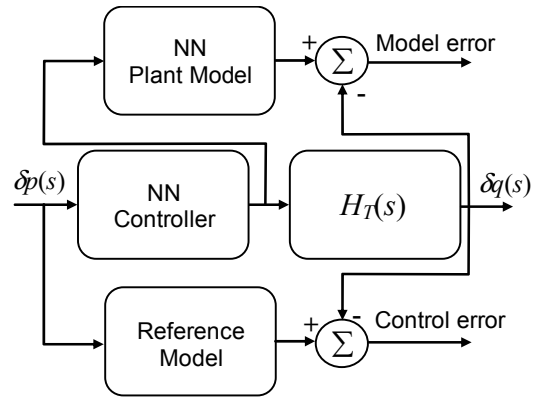 NN
Plant Model
+
Σ
Model error
-
δp(s)
NN
Controller
H_T(s)
δq(s)
Reference
Model
+
-
Σ
Control error